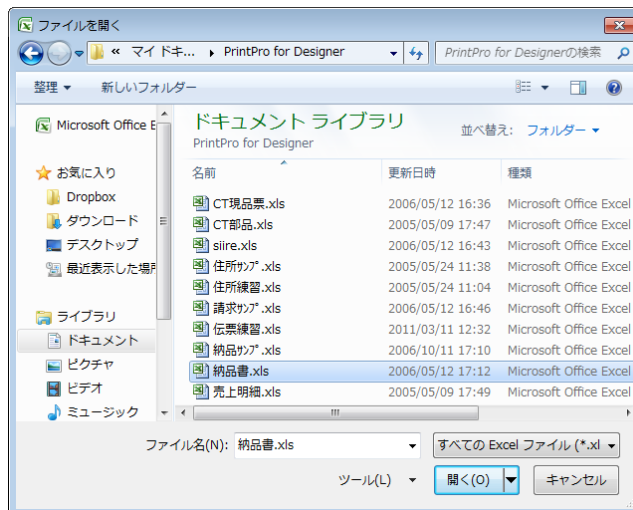 ファイルを開く
« マイ ドキ... PrintPro for Designer PrintPro for Designerの検索
整理 新しいフォルダー
Microsoft Office E
お気に入り
Dropbox
ダウンロード
デスクトップ
最近表示した場所
ライブラリ
ドキュメント
ピクチャ
ビデオ
ミュージック
ドキュメント ライブラリ
PrintPro for Designer
並べ替え: フォルダー
名前 更新日時 種類
CT現品票.xls 2006/05/12 16:36 Microsoft Office Excel
CT部品.xls 2005/05/09 17:47 Microsoft Office Excel
siire.xls 2006/05/12 16:43 Microsoft Office Excel
住所ｻﾝﾌﾟ.xls 2005/05/24 11:38 Microsoft Office Excel
住所練習.xls 2005/05/24 11:04 Microsoft Office Excel
請求ｻﾝﾌﾟ.xls 2006/05/12 16:46 Microsoft Office Excel
伝票練習.xls 2011/03/11 12:32 Microsoft Office Excel
納品ｻﾝﾌﾟ.xls 2006/10/11 17:10 Microsoft Office Excel
納品書.xls 2006/05/12 17:12 Microsoft Office Excel
売上明細.xls 2005/05/09 17:49 Microsoft Office Excel
ファイル名(N): 納品書.xls すべての Excel ファイル (*.xl
ツール(L) 開く(O) キャンセル